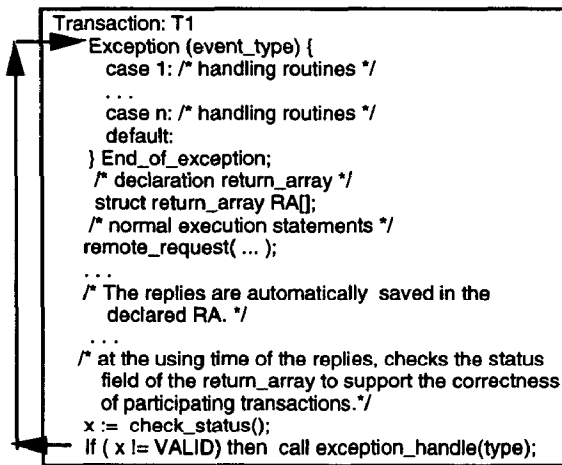 Transaction: T1
Exception (event_type) {
case 1: /* handling routines */
. . .
case n: /* handling routines */
default:
} End_of_exception;
/* declaration return_array */
struct return_array RA[];
/* normal execution statements */
remote_request( ... );
. . .
/* The replies are automatically saved in the
declared RA. */
. . .
/* at the using time of the replies, checks the status
field of the return_array to support the correctness
of participating transactions.*/
x := check_status();
If ( x != VALID) then call exception_handle(type);